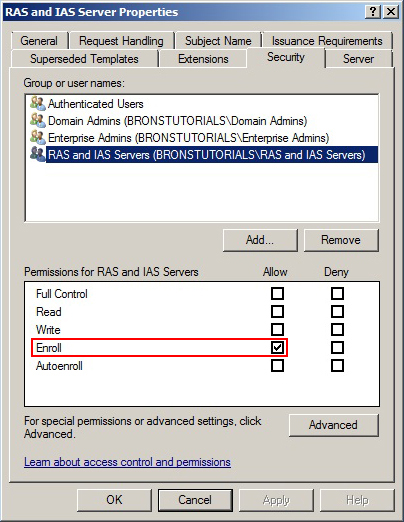 RAS and IAS Server Properties
General Request Handling Subject Name Issuance Requirements
Superseded Templates Extensions Security Server
Group or user names:
Authenticated Users
Domain Admins (BRONSTUTORIALS\Domain Admins)
Enterprise Admins (BRONSTUTORIALS\Enterprise Admins)
RAS and IAS Servers (BRONSTUTORIALS\RAS and IAS Servers)
Add... Remove
Permissions for RAS and IAS Servers Allow Deny
Full Control
Read
Write
Enroll
Autoenroll
For special permissions or advanced settings, click
Advanced.
Advanced
Learn about access control and permissions
OK Cancel Apply Help